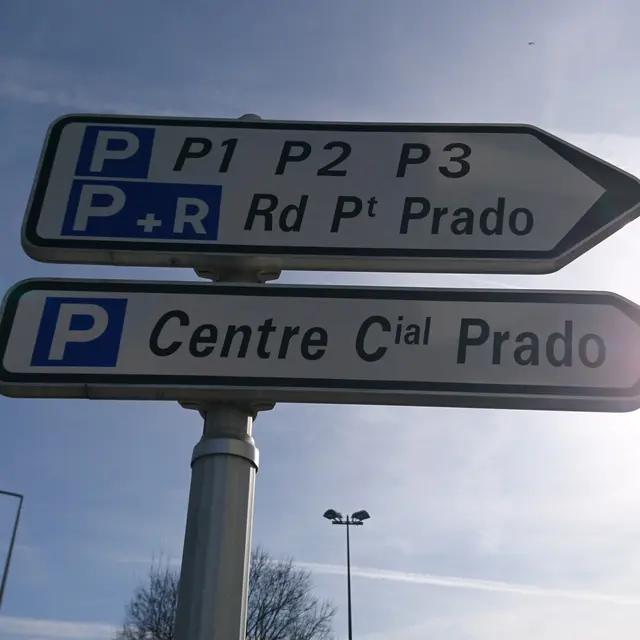 P P1 P2 P3
P+R Rd Pt Prado
P Centre Cial Prado